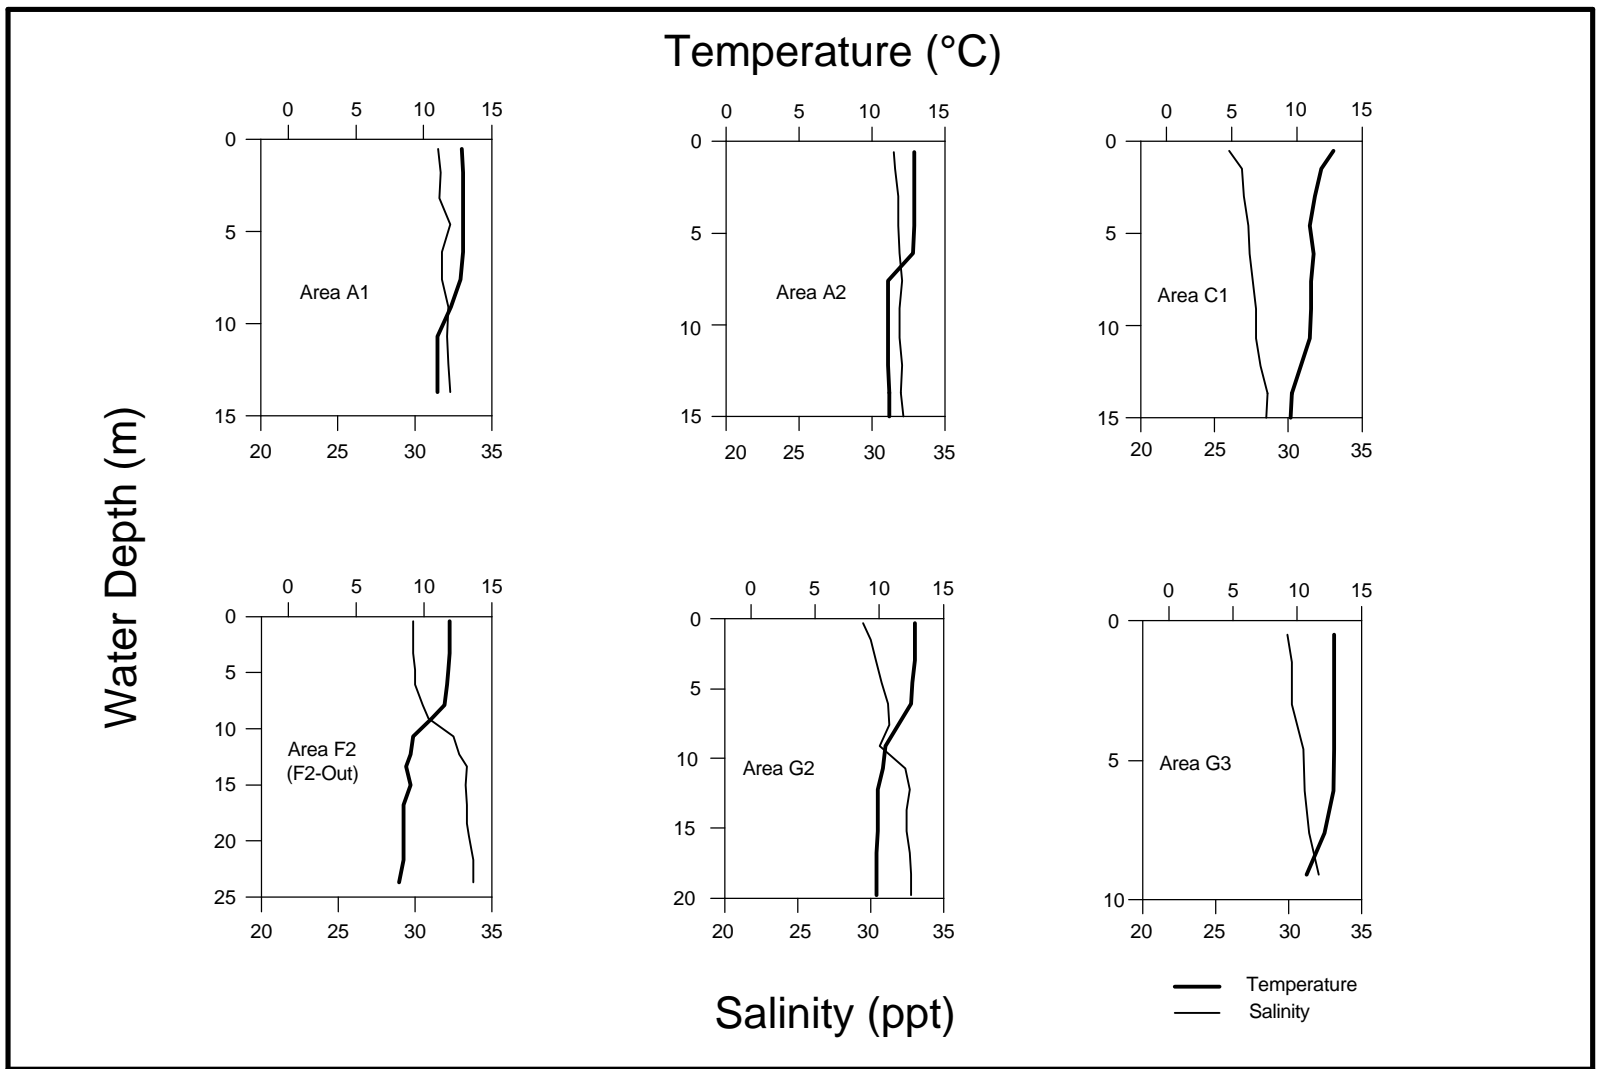 Temperature (°C)
0 5 10 15
0 5 10 15
0 5 10 15
0
5
10
15
Area A1
20 25 30 35
0
5
10
15
Area A2
20 25 30 35
0
5
10
15
Area C1
20 25 30 35
Water Depth (m)
0 5 10 15
0 5 10 15
0 5 10 15
0
5
10
15
20
25
Area F2
(F2-Out)
20 25 30 35
0
5
10
15
20
Area G2
20 25 30 35
0
5
10
Area G3
20 25 30 35
Salinity (ppt)
Temperature
Salinity